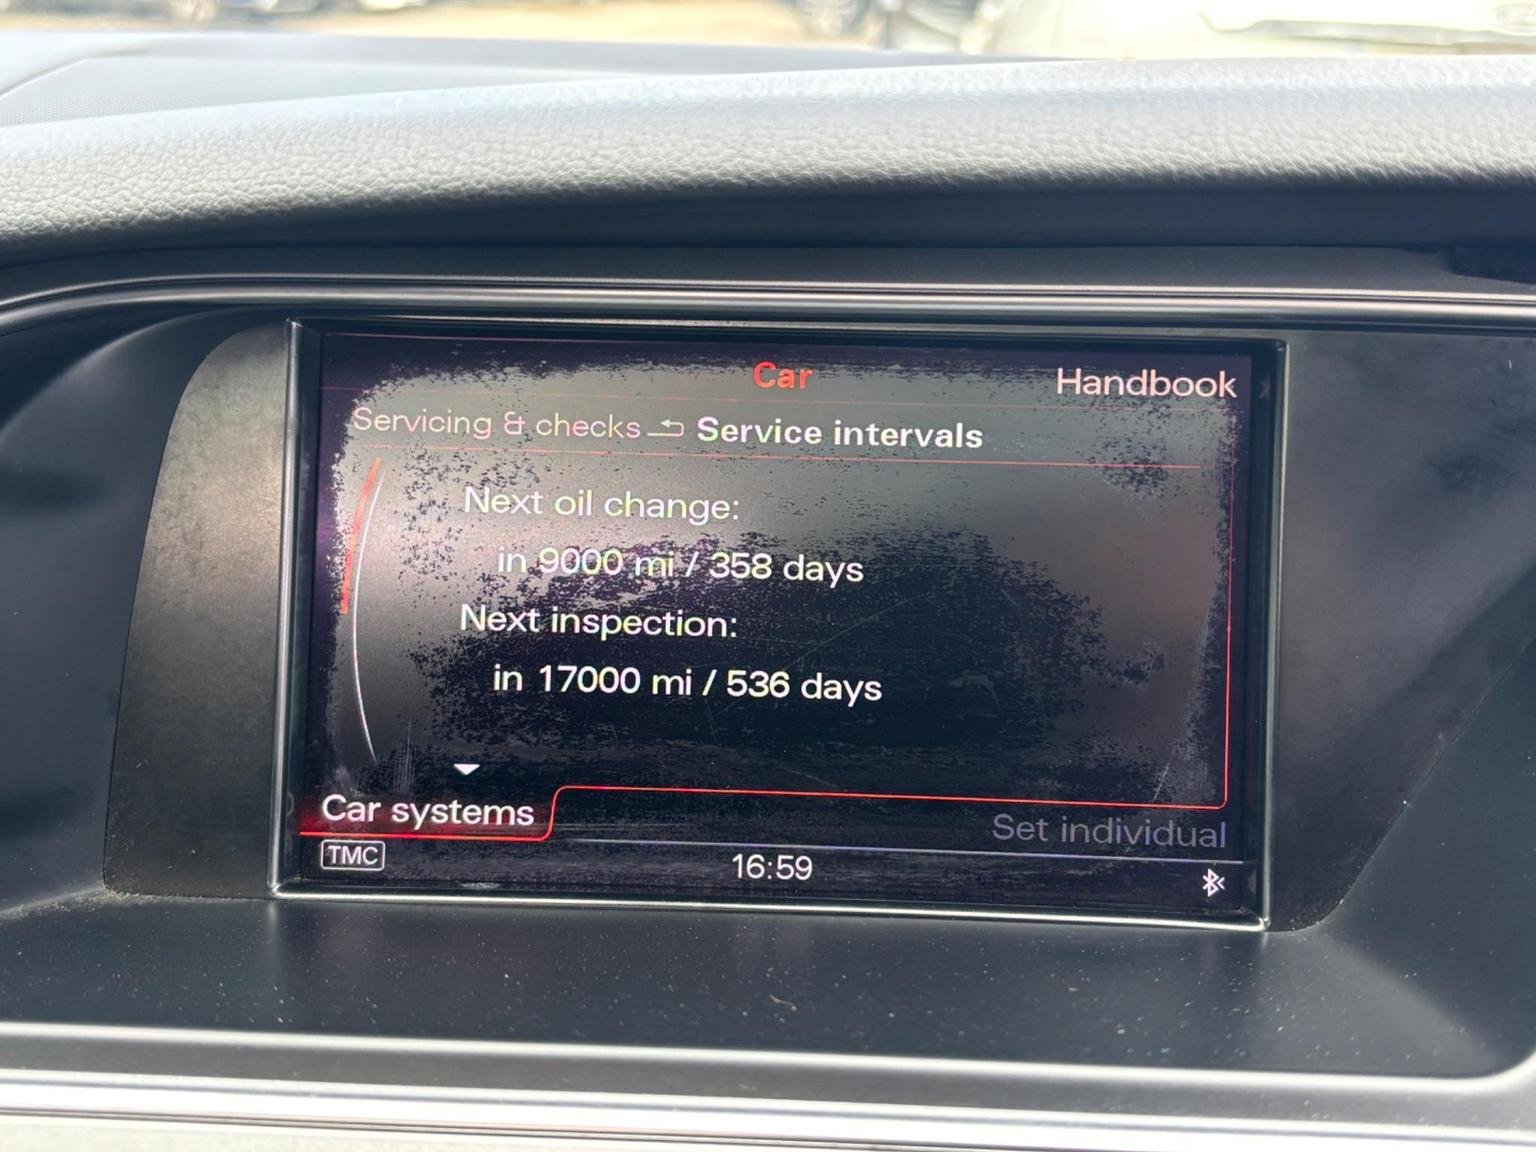 Car
Handbook
Servicing & checks Service intervals
Next oil change:
in 9000 mi / 358 days
Next inspection:
in 17000 mi / 536 days
Car systems
Set individual
TMC
16:59